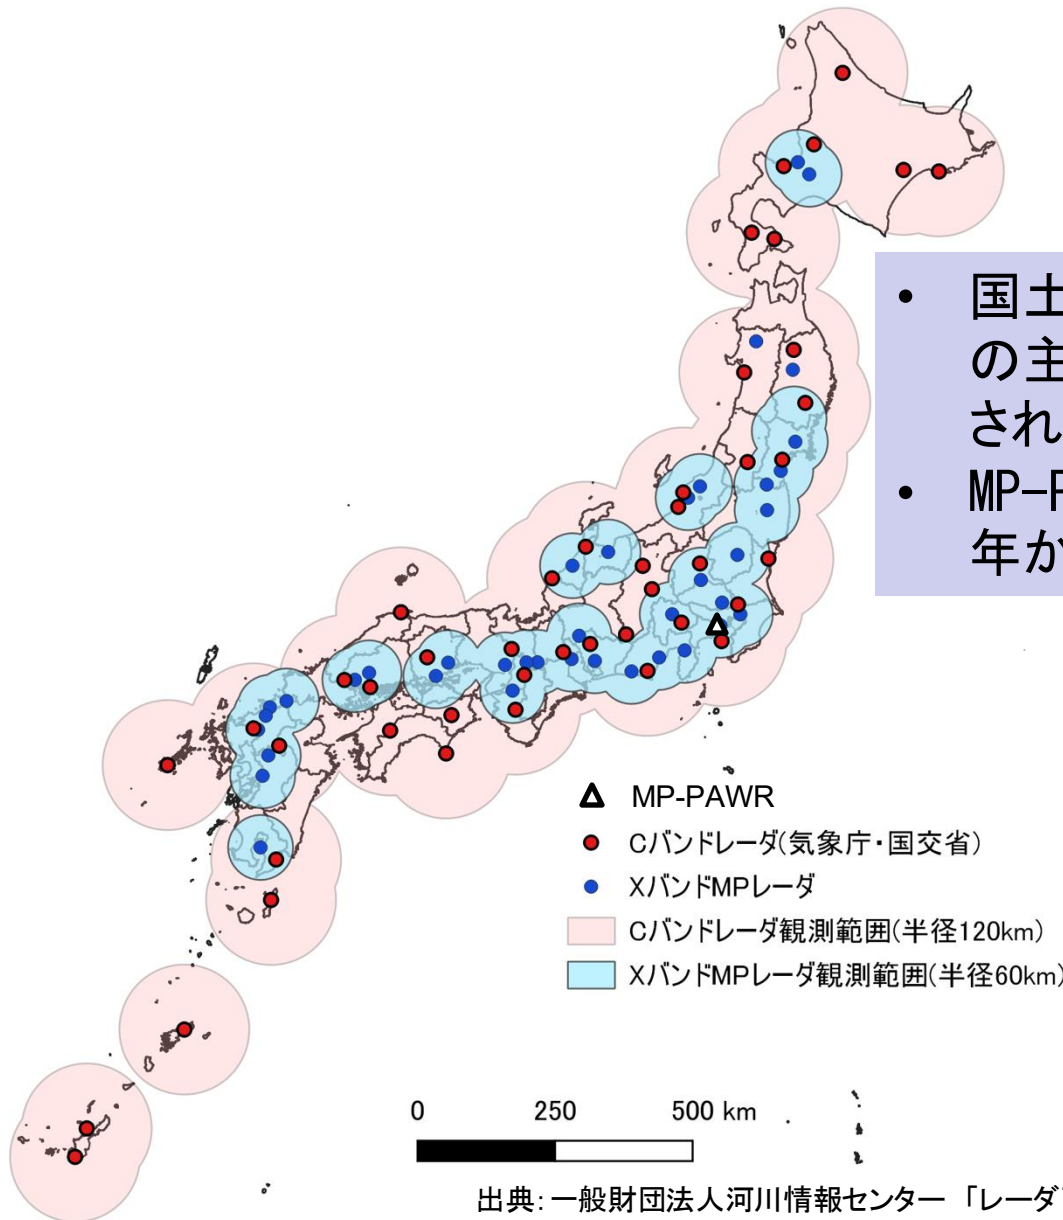 • 国土
の主
され
• MP-P
年か
MP-PAWR
Cバンドレーダ(気象庁・国交省)
XバンドMPレーダ
Cバンドレーダ観測範囲(半径120km)
XバンドMPレーダ観測範囲(半径60km)
0 250 500 km
出典：一般財団法人河川情報センター 「レーダ